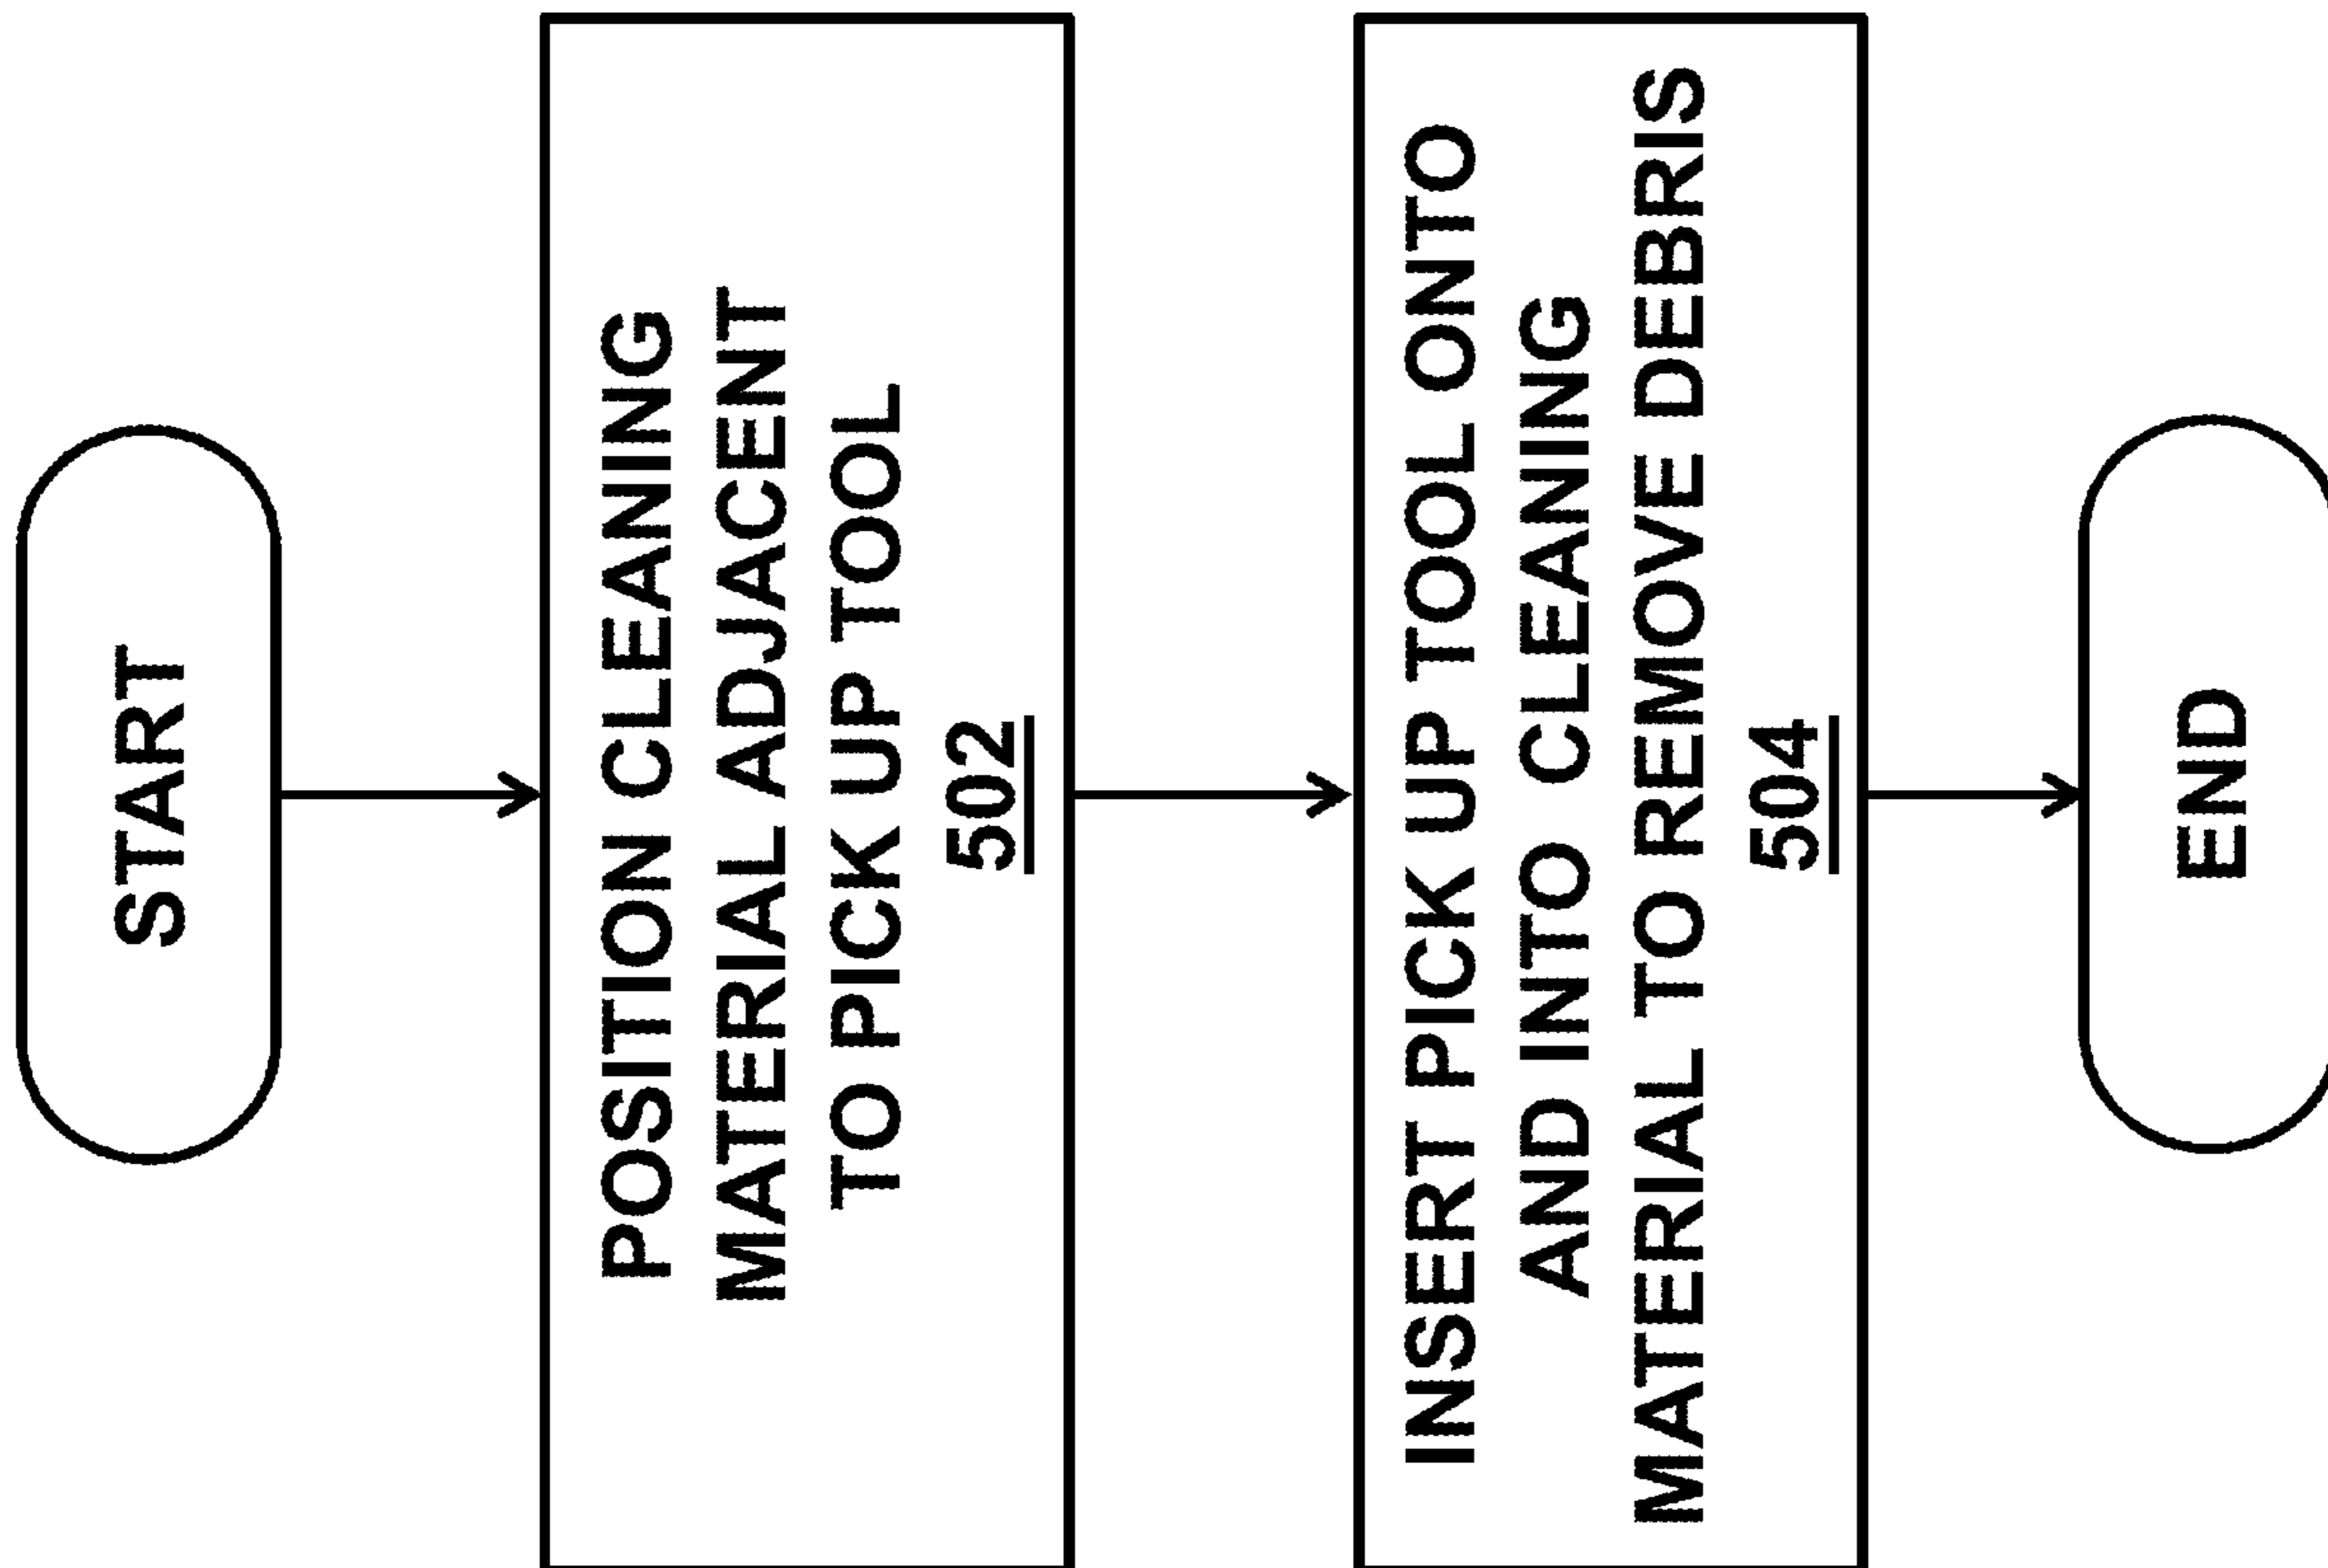 START
POSITION CLEANING
MATERIAL ADJACENT
TO PICK UP TOOL
502
INSERT PICK UP TOOL ONTO
AND INTO CLEANING
MATERIAL TO REMOVE DEBRIS
504
END